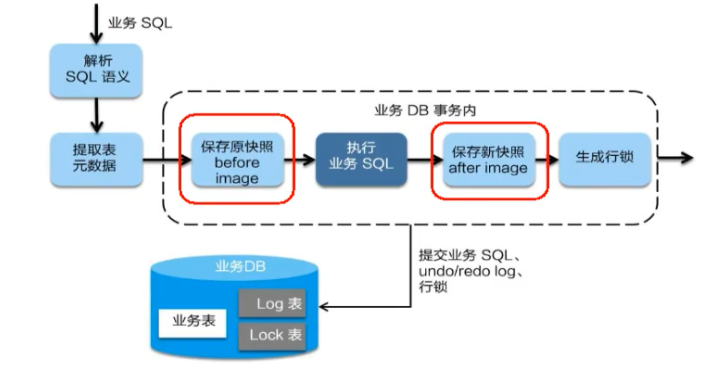 业务 SQL
解析
SQL 语义
业务 DB 事务内
提取表
元数据
保存原快照
before
image
执行
业务 SQL
保存新快照
after image
生成行锁
提交业务 SQL、
undo/redo log、
行锁
业务DB
业务表
Log 表
Lock 表